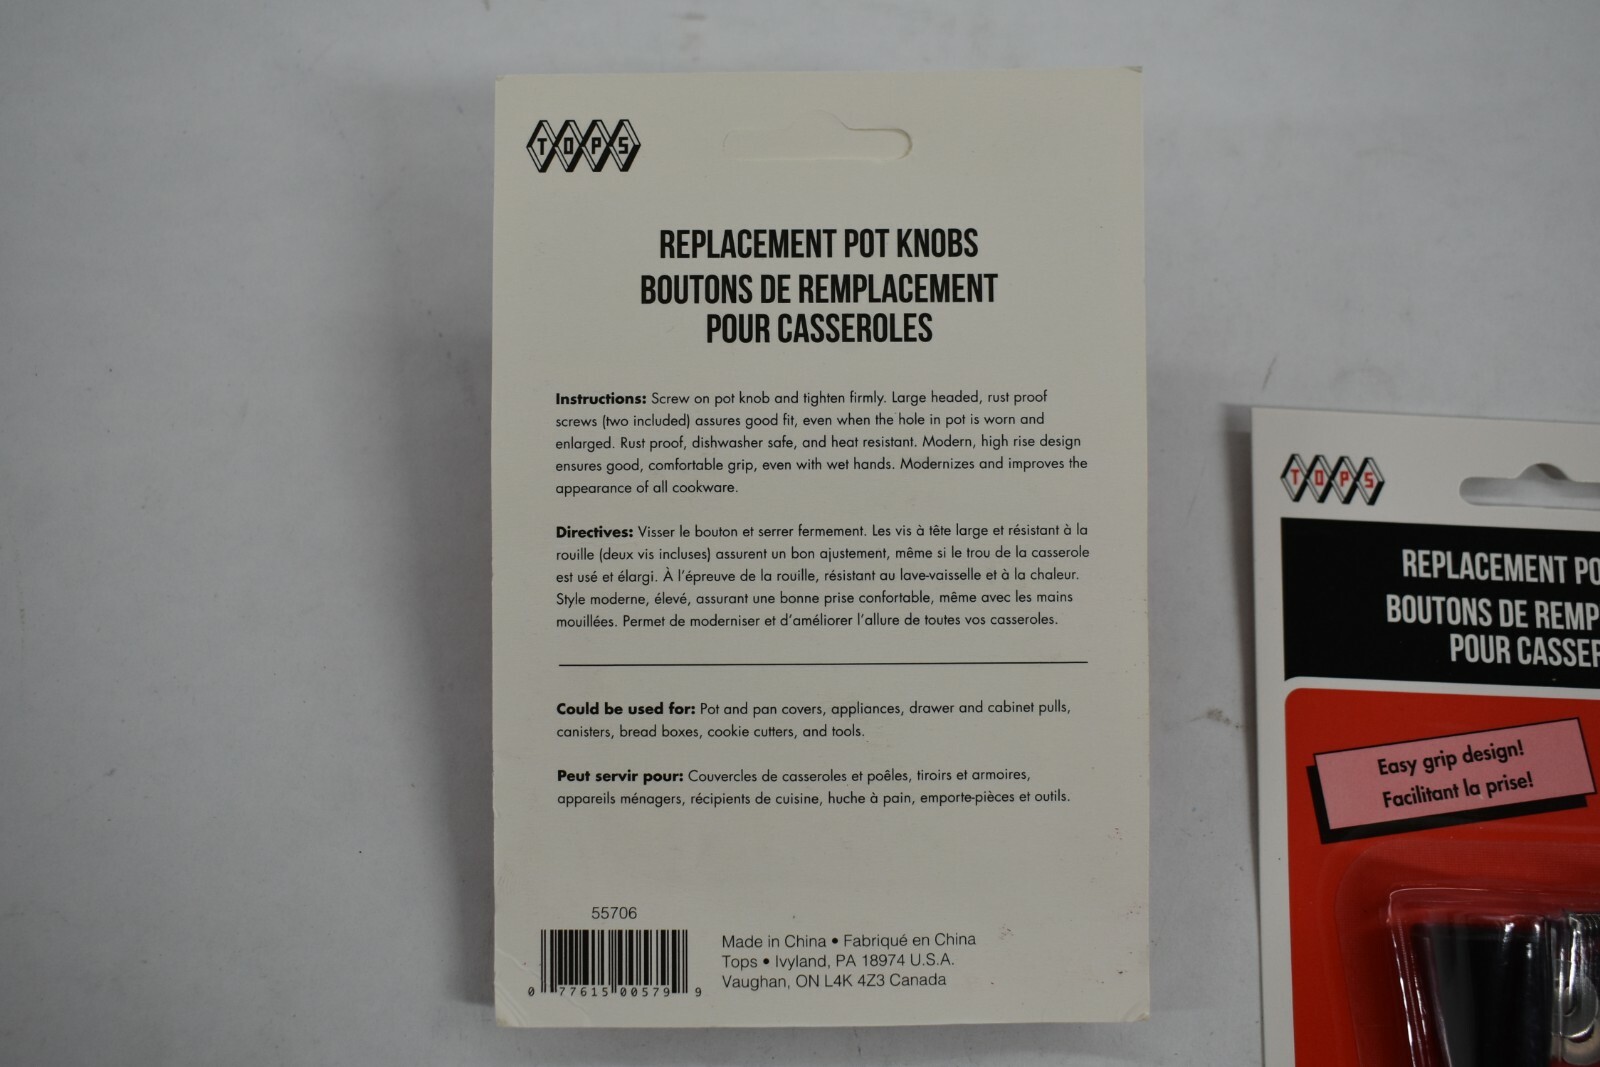 TOPS
REPLACEMENT POT KNOBS
BOUTONS DE REMPLACEMENT
POUR CASSEROLES
Instructions: Screw on pot knob and tighten firmly. Large headed, rust proof
screws (two included) assures good fit, even when the hole in pot is worn and
enlarged. Rust proof, dishwasher safe, and heat resistant. Modern, high rise design
ensures good, comfortable grip, even with wet hands. Modernizes and improves the
appearance of all cookware.
Directives: Visser le bouton et serrer fermement. Les vis à tête large et résistant à la
rouille (deux vis incluses) assurent un bon ajustement, même si le trou de la casserole
est usé et élargi. À l'épreuve de la rouille, résistant au lave-vaisselle et à la chaleur.
Style moderne, élevé, assurant une bonne prise confortable, même avec les mains
mouillées. Permet de moderniser et d'améliorer l'allure de toutes vos casseroles.
Could be used for: Pot and pan covers, appliances, drawer and cabinet pulls,
canisters, bread boxes, cookie cutters, and tools.
Peut servir pour: Couvercles de casseroles et poêles, tiroirs et armoires,
appareils ménagers, récipients de cuisine, huche à pain, emporte-pièces et outils.
55706
0 77615 00579 9
Made in China • Fabriqué en China
Tops • Ivyland, PA 18974 U.S.A.
Vaughan, ON L4K 4Z3 Canada
TOPS
REPLACEMENT PO
BOUTONS DE REMP
POUR CASSER
Easy grip design!
Facilitant la prise!